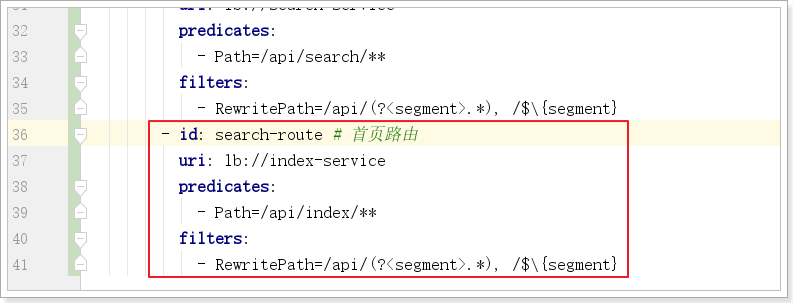 31 uri: lb://search-service
32 predicates:
33 - Path=/api/search/**
34 filters:
35 - RewritePath=/api/(?<segment>.*), /$\{segment}
36 - id: search-route # 首页路由
37 uri: lb://index-service
38 predicates:
39 - Path=/api/index/**
40 filters:
41 - RewritePath=/api/(?<segment>.*), /$\{segment}